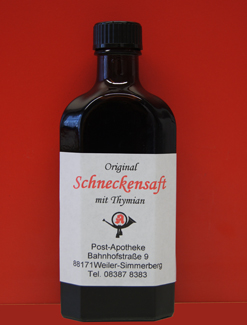 Original
Schneckensaft
mit Thymian
A
Post-Apotheke
Bahnhofstraße 9
88171Weiler-Simmerberg
Tel. 08387 8383